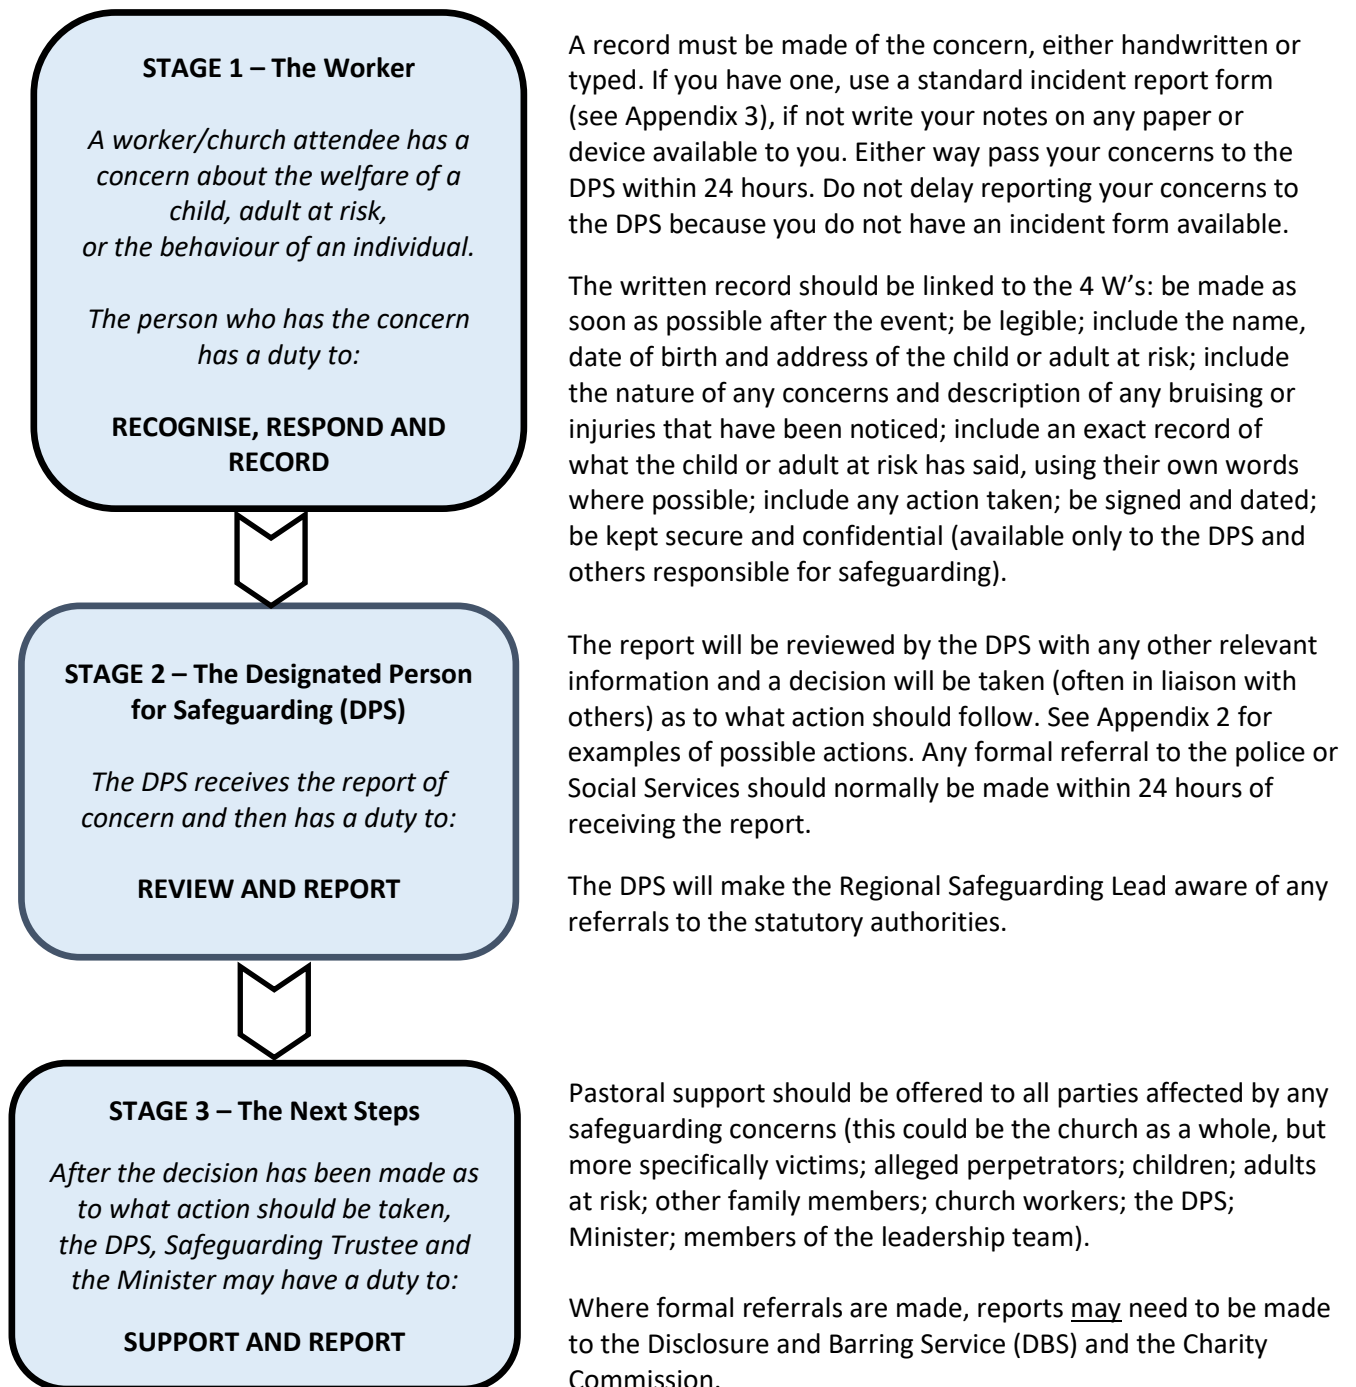 STAGE 1 – The Worker
A worker/church attendee has a
concern about the welfare of a
child, adult at risk,
or the behaviour of an individual.
The person who has the concern
has a duty to:
RECOGNISE, RESPOND AND
RECORD
A record must be made of the concern, either handwritten or
typed. If you have one, use a standard incident report form
(see Appendix 3), if not write your notes on any paper or
device available to you. Either way pass your concerns to the
DPS within 24 hours. Do not delay reporting your concerns to
the DPS because you do not have an incident form available.
The written record should be linked to the 4 W’s: be made as
soon as possible after the event; be legible; include the name,
date of birth and address of the child or adult at risk; include
the nature of any concerns and description of any bruising or
injuries that have been noticed; include an exact record of
what the child or adult at risk has said, using their own words
where possible; include any action taken; be signed and dated;
be kept secure and confidential (available only to the DPS and
others responsible for safeguarding).
STAGE 2 – The Designated Person
for Safeguarding (DPS)
The DPS receives the report of
concern and then has a duty to:
REVIEW AND REPORT
The report will be reviewed by the DPS with any other relevant
information and a decision will be taken (often in liaison with
others) as to what action should follow. See Appendix 2 for
examples of possible actions. Any formal referral to the police or
Social Services should normally be made within 24 hours of
receiving the report.
The DPS will make the Regional Safeguarding Lead aware of any
referrals to the statutory authorities.
STAGE 3 – The Next Steps
After the decision has been made as
to what action should be taken,
the DPS, Safeguarding Trustee and
the Minister may have a duty to:
SUPPORT AND REPORT
Pastoral support should be offered to all parties affected by any
safeguarding concerns (this could be the church as a whole, but
more specifically victims; alleged perpetrators; children; adults
at risk; other family members; church workers; the DPS;
Minister; members of the leadership team).
Where formal referrals are made, reports may need to be made
to the Disclosure and Barring Service (DBS) and the Charity
Commission.